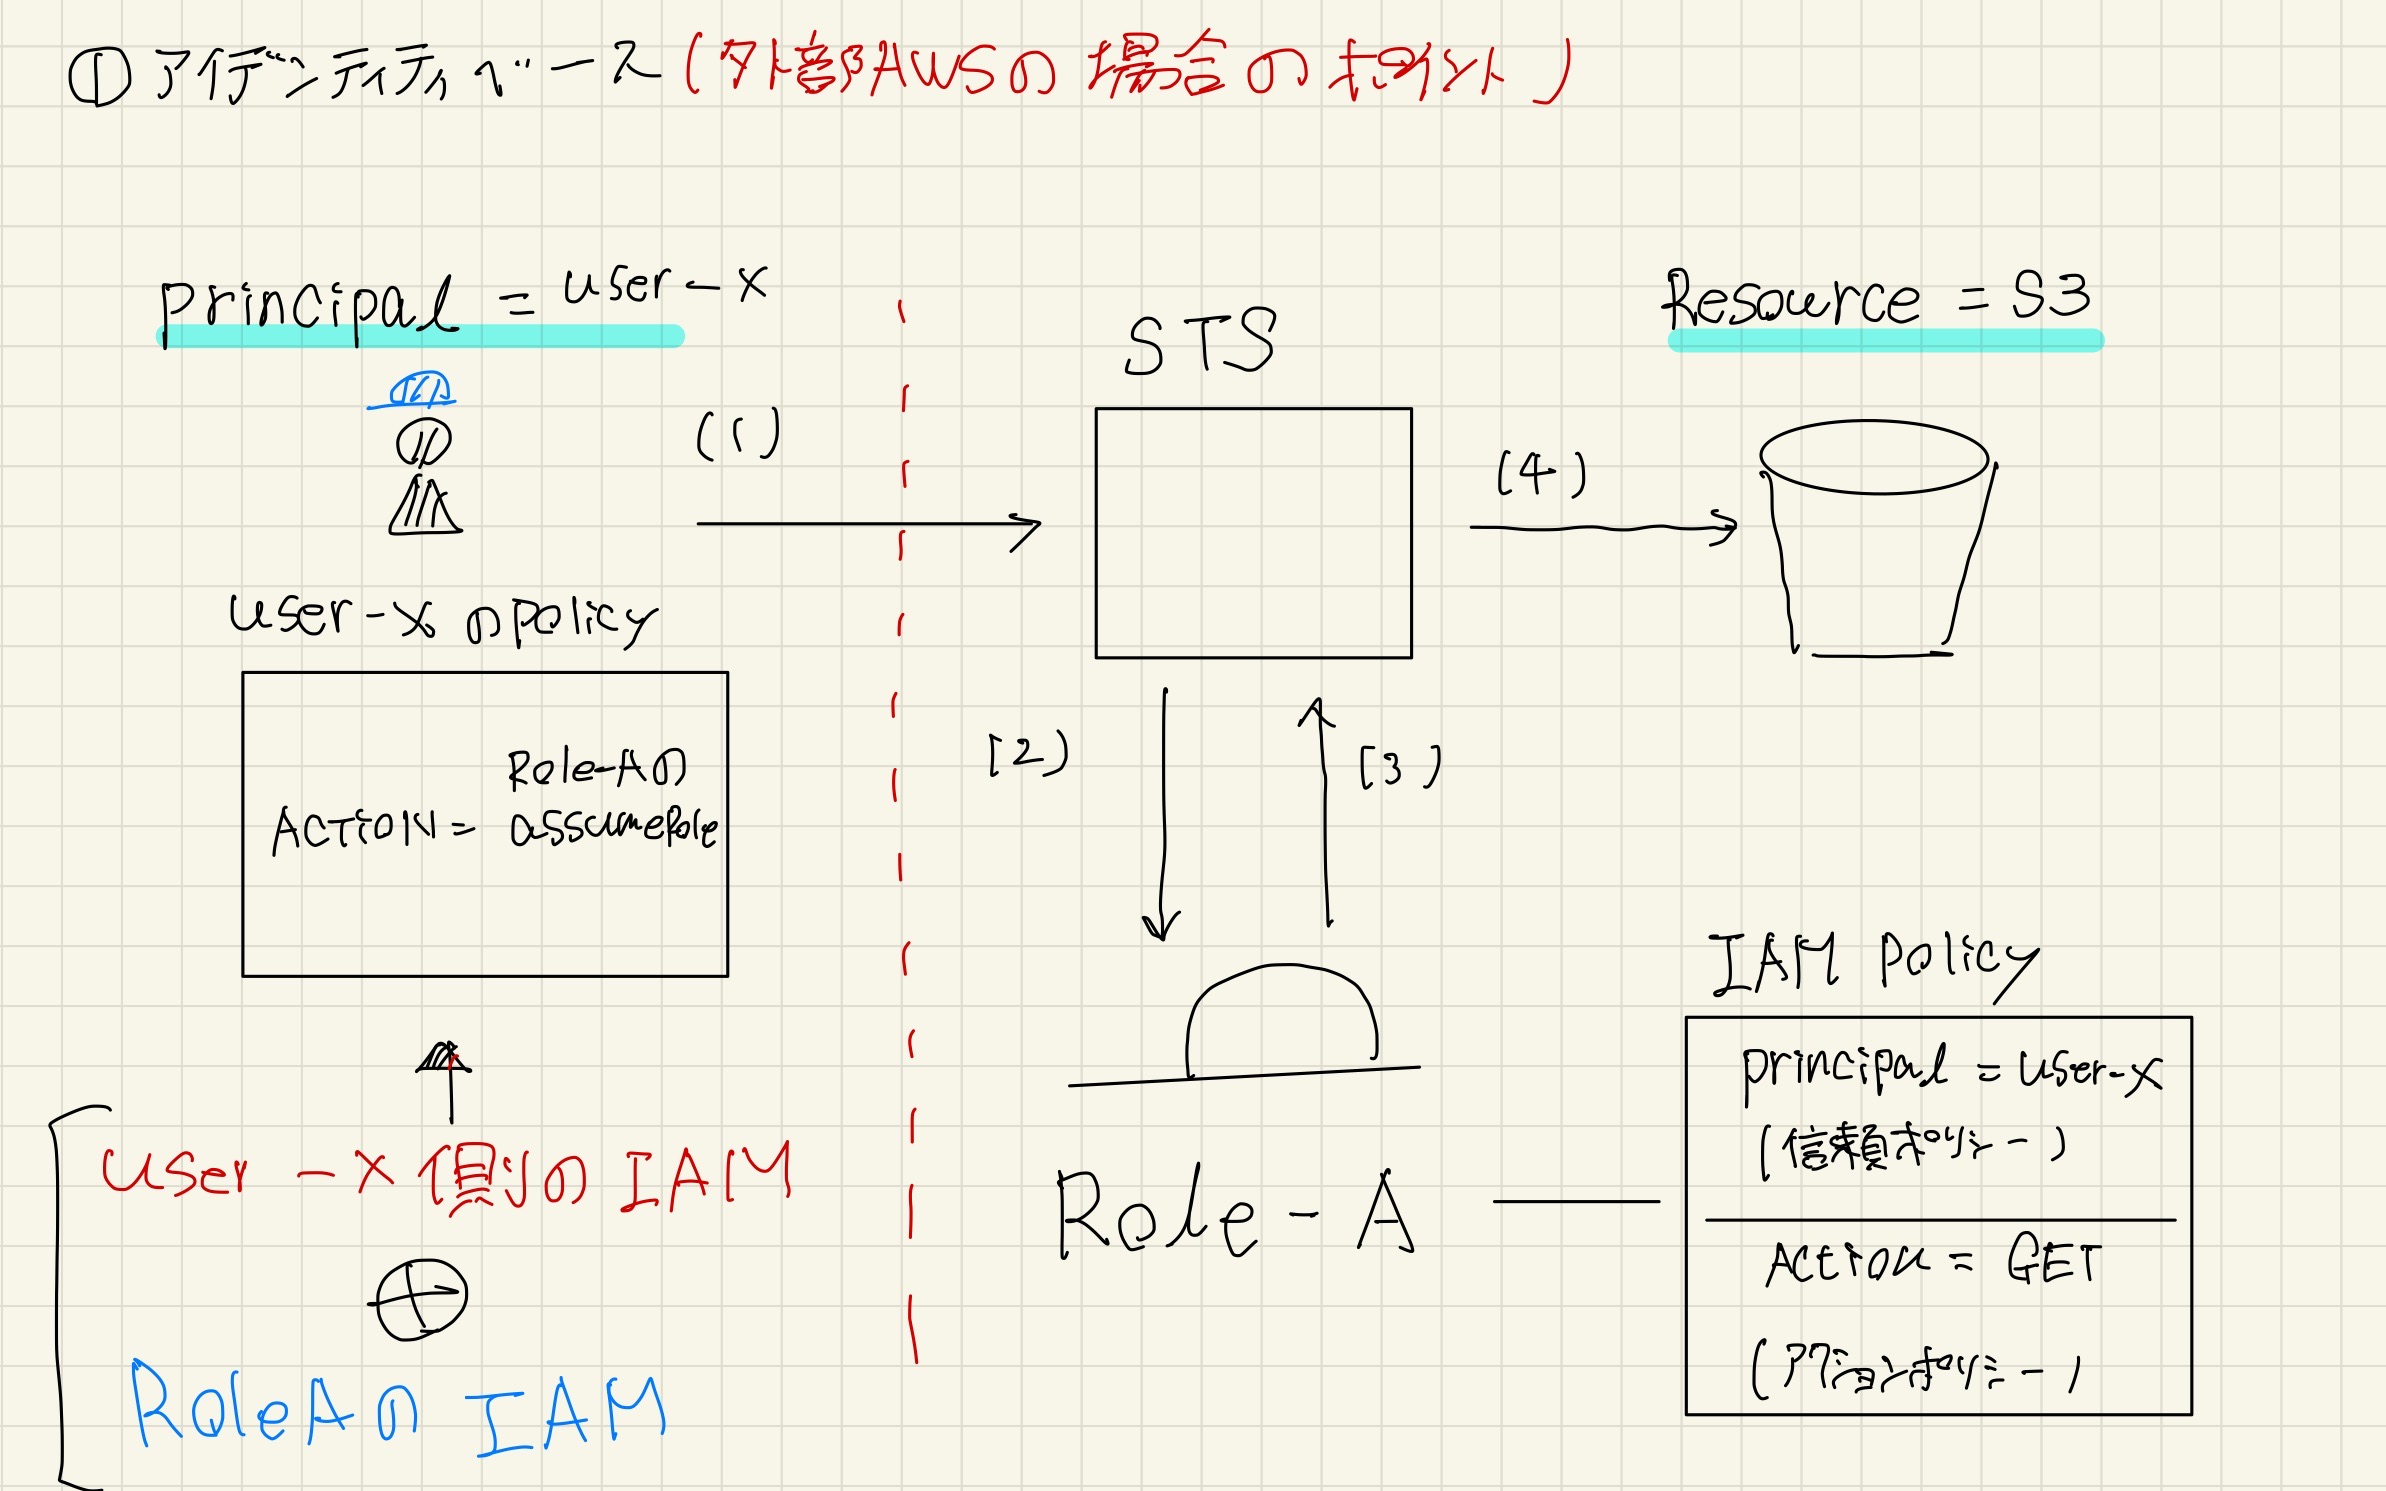 ① アイデンティティベース(外部AWSの場合のポイント)
principal = user-x
STS
Resource = S3
(1)
(4)
user-xのpolicy
Role-Aの
ACTION = assumeRole
(2)
(3)
IAM policy
principal = user-x
(信頼ポリシー)
Action = GET
(アクションポリシー)
Role-A
user-x側のIAM
RoleAのIAM